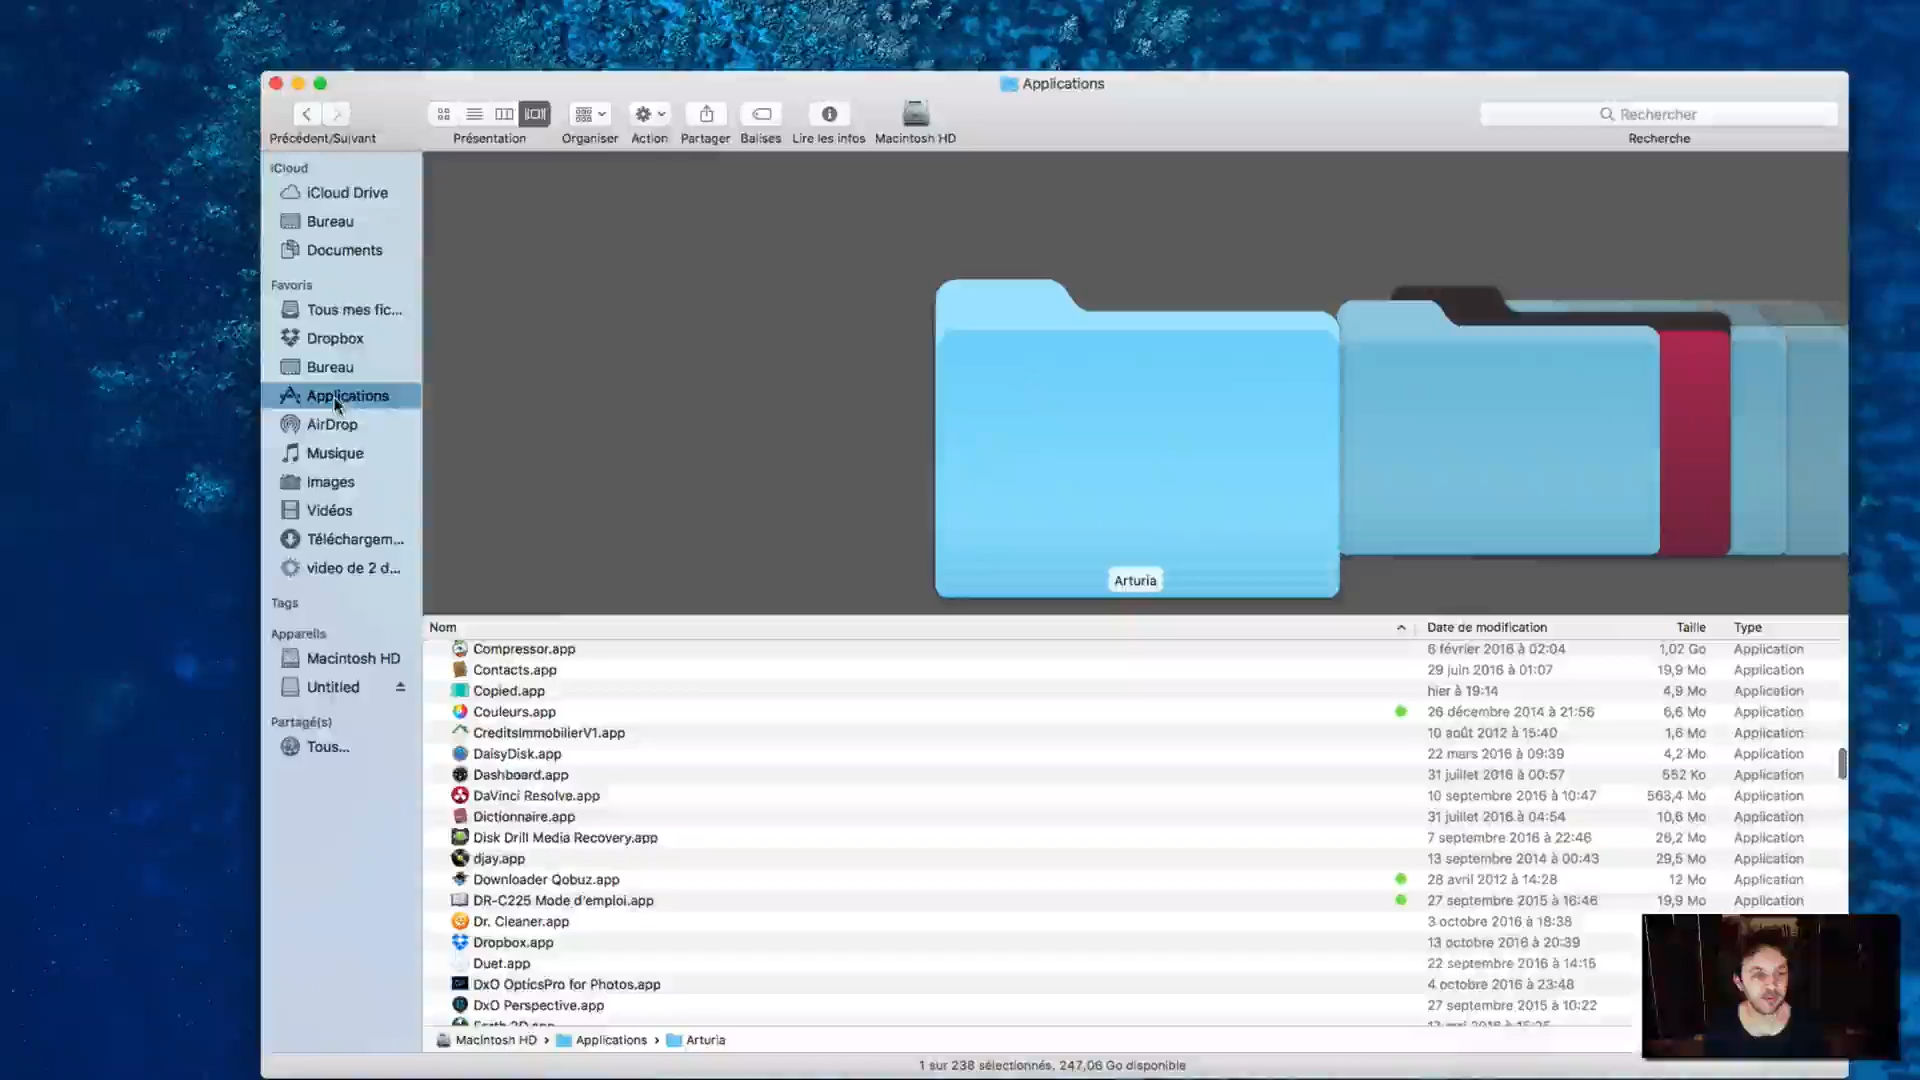 Applications
Rechercher
Précédent/Suivant
Présentation
Organiser
Action
Partager
Balises
Lire les infos
Macintosh HD
Recherche
iCloud
iCloud Drive
Bureau
Documents
Favoris
Tous mes fic...
Dropbox
Bureau
Applications
AirDrop
Musique
Images
Vidéos
Téléchargem...
video de 2 d...
Tags
Appareils
Macintosh HD
Untitled
Partagé(s)
Tous...
Arturia
Nom Date de modification Taille Type
Compressor.app 6 février 2016 à 02:04 1,02 Go Application
Contacts.app 29 juin 2016 à 01:07 19,9 Mo Application
Copied.app hier à 19:14 4,9 Mo Application
Couleurs.app 26 décembre 2014 à 21:56 6,6 Mo Application
CreditsImmobilierV1.app 10 août 2012 à 15:40 1,6 Mo Application
DaisyDisk.app 22 mars 2016 à 09:39 4,2 Mo Application
Dashboard.app 31 juillet 2016 à 00:57 552 Ko Application
DaVinci Resolve.app 10 septembre 2016 à 10:47 563,4 Mo Application
Dictionnaire.app 31 juillet 2016 à 04:54 10,6 Mo Application
Disk Drill Media Recovery.app 7 septembre 2016 à 22:46 26,2 Mo Application
djay.app 13 septembre 2014 à 00:43 29,5 Mo Application
Downloader Qobuz.app 28 avril 2012 à 14:28 12 Mo Application
DR-C225 Mode d'emploi.app 27 septembre 2015 à 16:46 19,9 Mo Application
Dr. Cleaner.app 3 octobre 2016 à 18:38
Dropbox.app 13 octobre 2016 à 20:39
Duet.app 22 septembre 2016 à 14:15
DxO OpticsPro for Photos.app 4 octobre 2016 à 23:48
DxO Perspective.app 27 septembre 2015 à 10:22
Macintosh HD › Applications › Arturia
1 sur 238 sélectionnés, 247,06 Go disponible